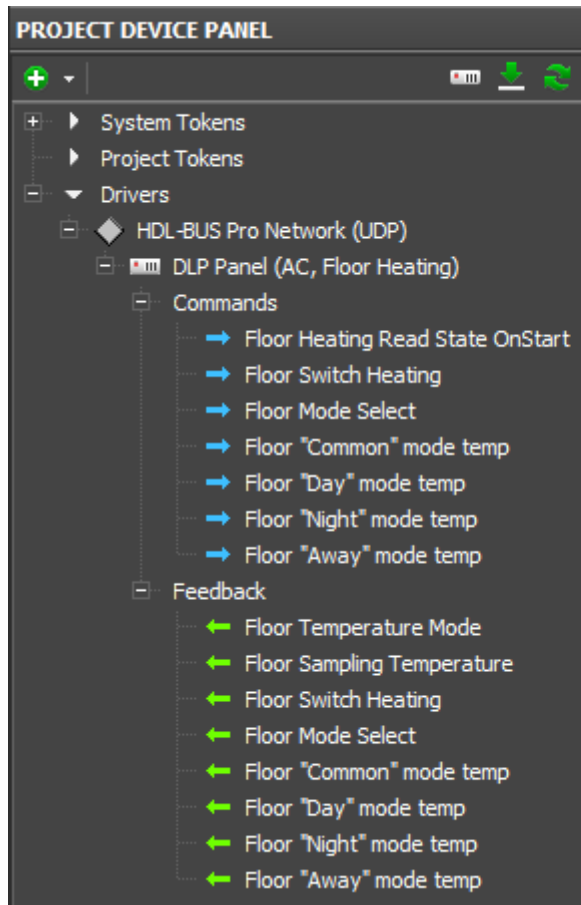 PROJECT DEVICE PANEL
System Tokens
Project Tokens
Drivers
HDL-BUS Pro Network (UDP)
DLP Panel (AC, Floor Heating)
Commands
Floor Heating Read State OnStart
Floor Switch Heating
Floor Mode Select
Floor "Common" mode temp
Floor "Day" mode temp
Floor "Night" mode temp
Floor "Away" mode temp
Feedback
Floor Temperature Mode
Floor Sampling Temperature
Floor Switch Heating
Floor Mode Select
Floor "Common" mode temp
Floor "Day" mode temp
Floor "Night" mode temp
Floor "Away" mode temp